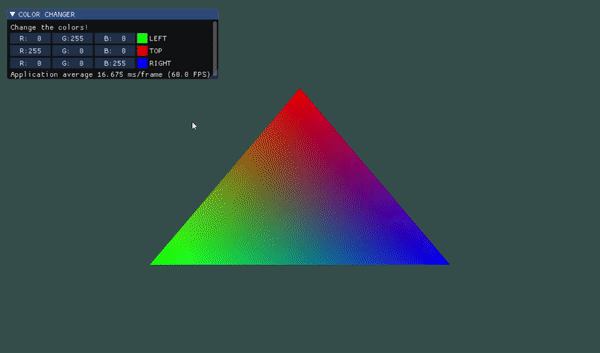 COLOR CHANGER
Change the colors!
R: 0 G:255 B: 0 LEFT
R:255 G: 0 B: 0 TOP
R: 0 G: 0 B:255 RIGHT
Application average 16.675 ms/frame (60.0 FPS)